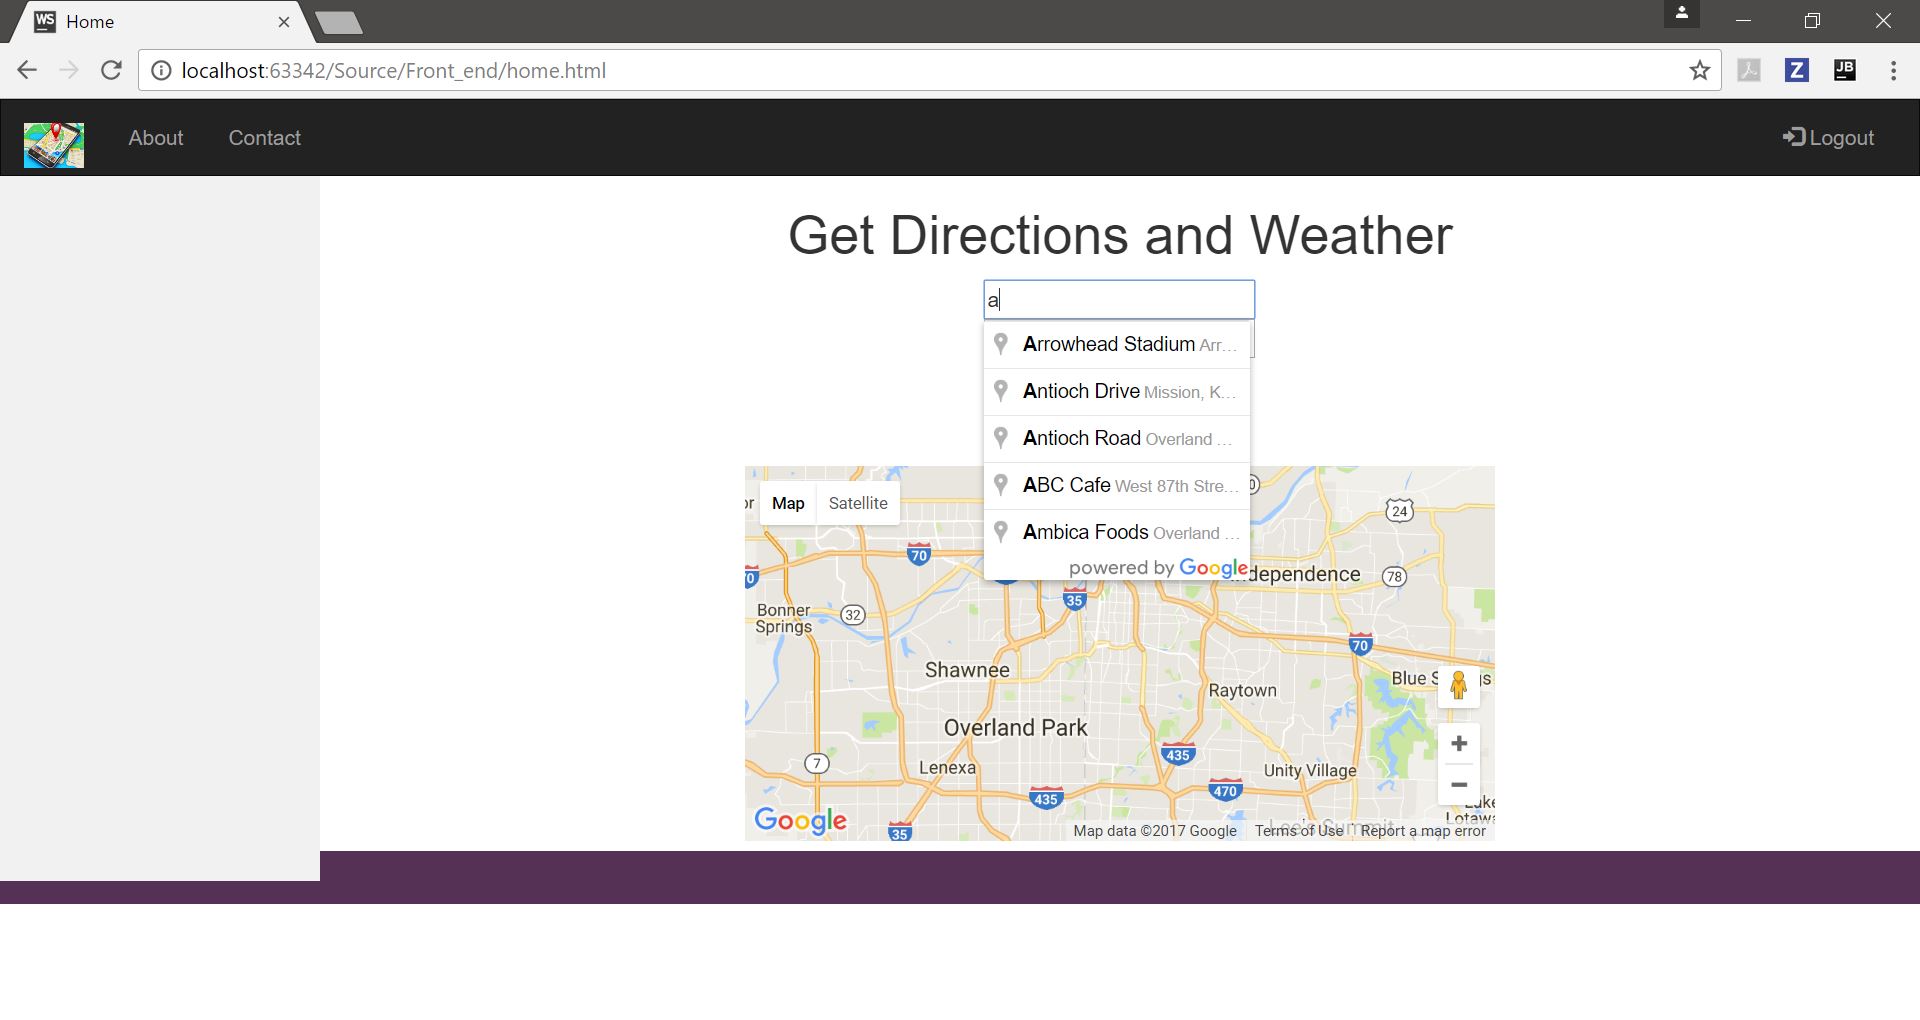 WS Home
localhost:63342/Source/Front_end/home.html
Z
JB
About Contact Logout
Get Directions and Weather
a
Arrowhead Stadium Arr...
Antioch Drive Mission, K...
Antioch Road Overland ...
ABC Cafe West 87th Stre...
Ambica Foods Overland ...
powered by Google
Map Satellite
24
70
Independence
78
35
Bonner
Springs
32
70
Shawnee
Raytown
Blue S
Overland Park
435
7
Lenexa
Unity Village
435
470
Google
35
Map data ©2017 Google Terms of Use Report a map error